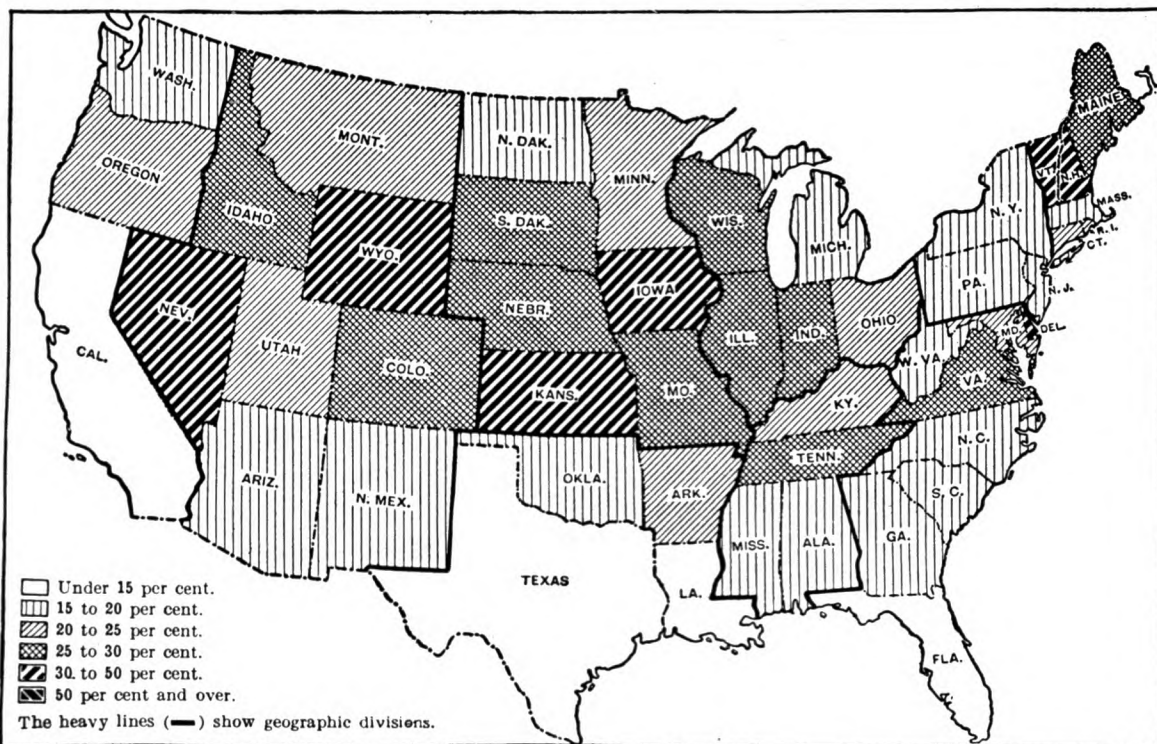 WASH.
MONT.
N. DAK.
MINN.
OREGON
IDAHO
WYO.
S. DAK.
WIS.
MICH.
N.Y.
VT.
N.H.
MAINE
MASS.
R.I.
CT.
NEV.
UTAH
COLO.
NEBR.
IOWA
ILL.
IND.
OHIO.
PA.
N.J.
MD.
DEL.
CAL.
KANS.
MO.
KY.
W. VA.
VA.
ARIZ.
N. MEX.
OKLA.
ARK.
TENN.
N. C.
S. C.
TEXAS
LA.
MISS.
ALA.
GA.
FLA.
Under 15 per cent.
15 to 20 per cent.
20 to 25 per cent.
25 to 30 per cent.
30. to 50 per cent.
50 per cent and over.
The heavy lines (▬) show geographic divisions.